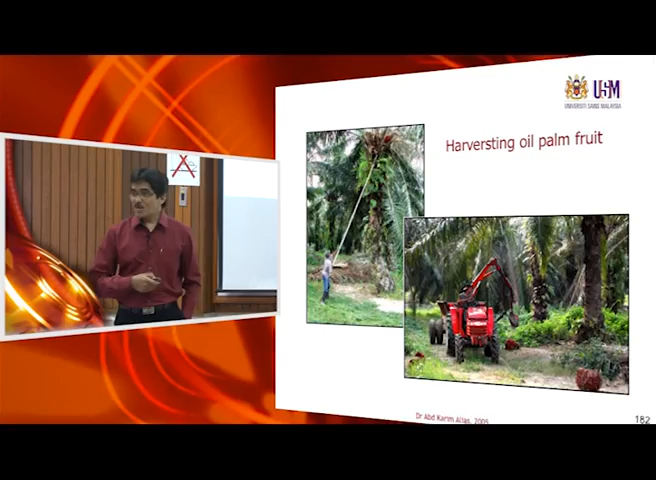 USM
UNIVERSITI SAINS MALAYSIA
Harversting oil palm fruit
Dr Abd Karim Alias, 2005
182